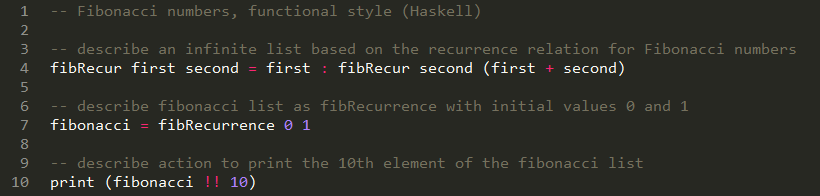 1 -- Fibonacci numbers, functional style (Haskell)
2
3 -- describe an infinite list based on the recurrence relation for Fibonacci numbers
4 fibRecur first second = first : fibRecur second (first + second)
5
6 -- describe fibonacci list as fibRecurrence with initial values 0 and 1
7 fibonacci = fibRecurrence 0 1
8
9 -- describe action to print the 10th element of the fibonacci list
10 print (fibonacci !! 10)